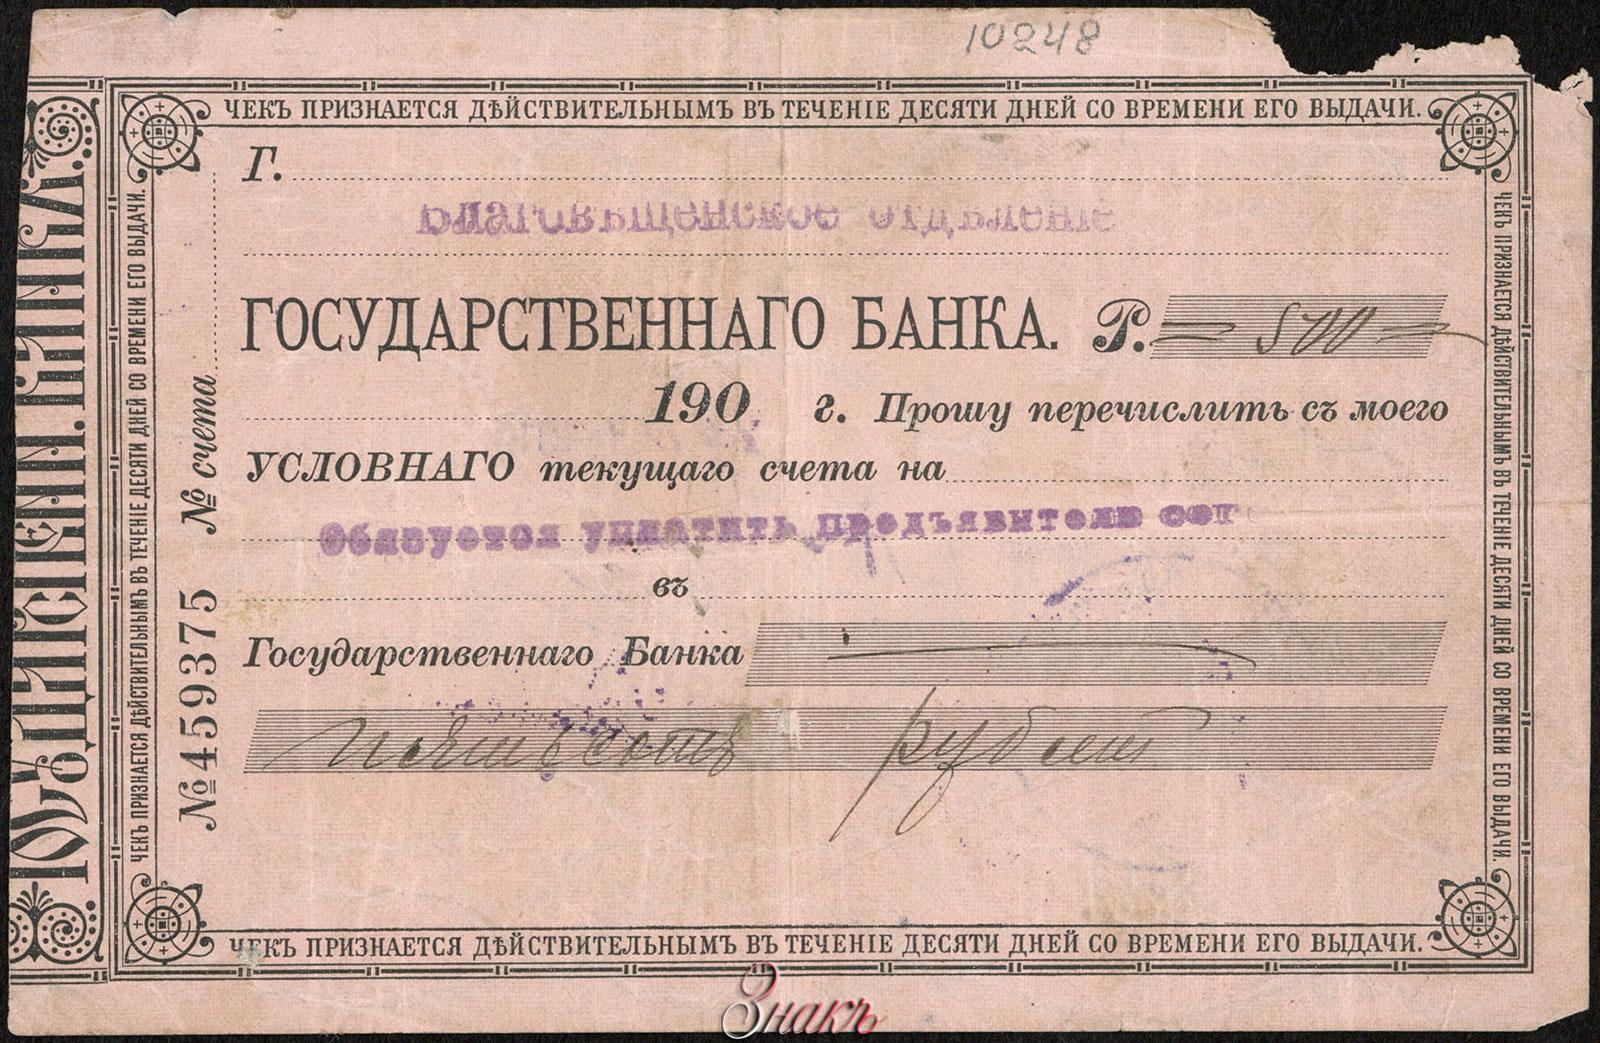 10248
ЧЕКЪ ПРИЗНАЕТСЯ ДѢЙСТВИТЕЛЬНЫМЪ ВЪ ТЕЧЕНІЕ ДЕСЯТИ ДНЕЙ СО ВРЕМЕНИ ЕГО ВЫДАЧИ.
Г.
Благовѣщенское отдѣленіе
ГОСУДАРСТВЕННАГО БАНКА. Р. = 500 =
190 г. Прошу перечислить съ моего
УСЛОВНАГО текущаго счета на
Обязуется уплатить предъявителю сег
въ
Государственнаго Банка
пятьсотъ рублей
№ счета
№ 459375
ЧЕКЪ ПРИЗНАЕТСЯ ДѢЙСТВИТЕЛЬНЫМЪ ВЪ ТЕЧЕНІЕ ДЕСЯТИ ДНЕЙ СО ВРЕМЕНИ ЕГО ВЫДАЧИ.
ЧЕКЪ ПРИЗНАЕТСЯ ДѢЙСТВИТЕЛЬНЫМЪ ВЪ ТЕЧЕНІЕ ДЕСЯТИ ДНЕЙ СО ВРЕМЕНИ ЕГО ВЫДАЧИ.
ЧЕКЪ ПРИЗНАЕТСЯ ДѢЙСТВИТЕЛЬНЫМЪ ВЪ ТЕЧЕНІЕ ДЕСЯТИ ДНЕЙ СО ВРЕМЕНИ ЕГО ВЫДАЧИ.
Знакъ